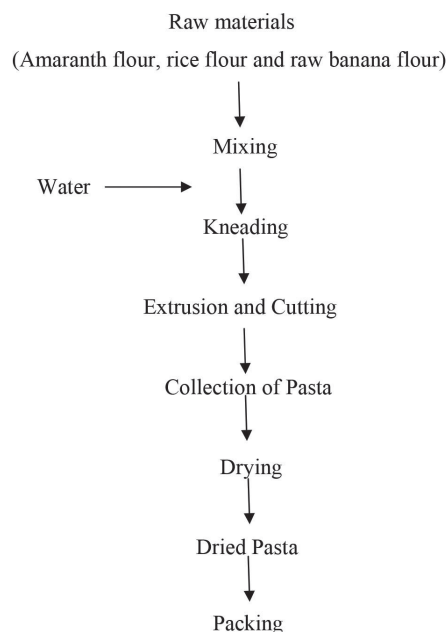 Raw materials
(Amaranth flour, rice flour and raw banana flour)
Mixing
Water
Kneading
Extrusion and Cutting
Collection of Pasta
Drying
Dried Pasta
Packing